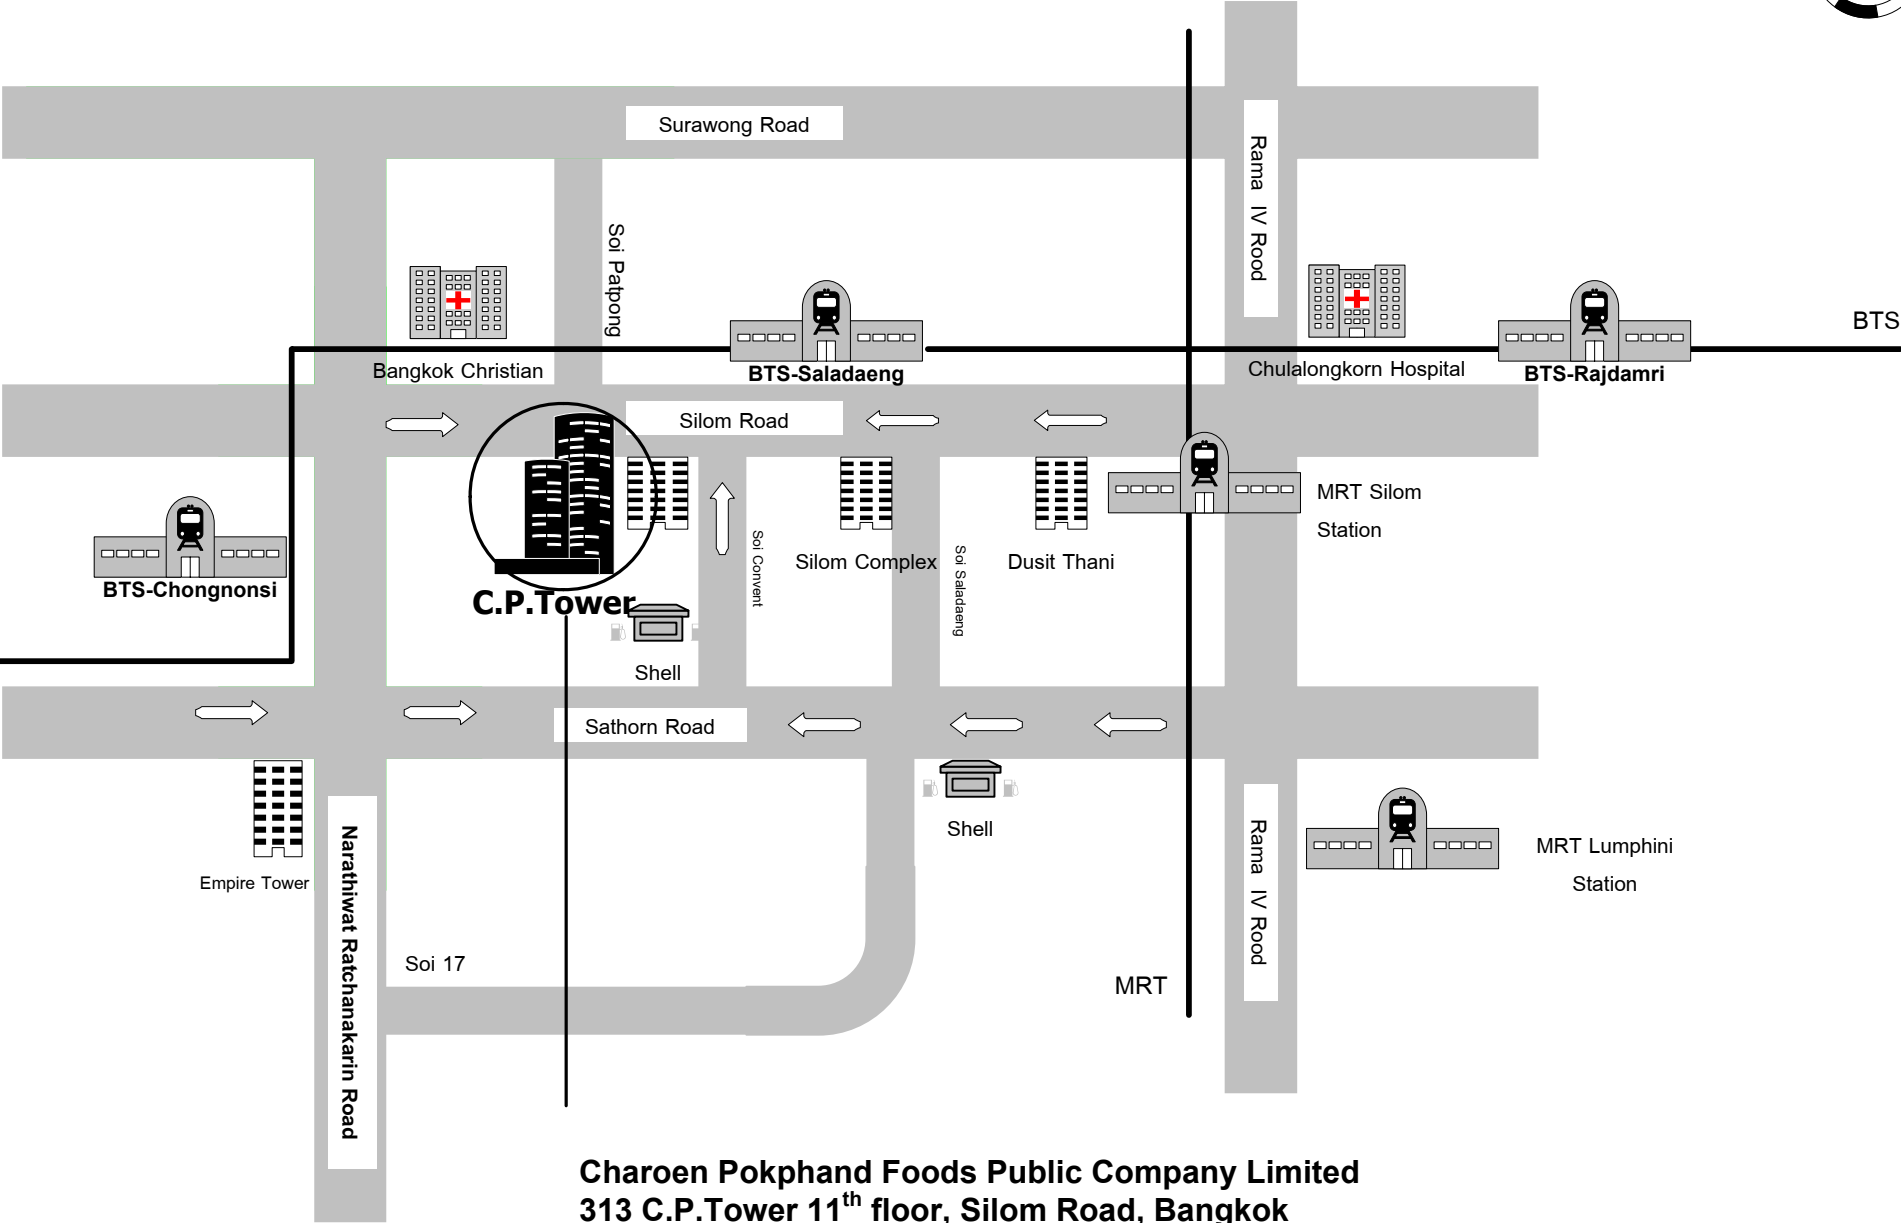 Surawong Road
Rama IV Rood
Soi Patpong
BTS
Bangkok Christian
BTS-Saladaeng
Chulalongkorn Hospital
BTS-Rajdamri
Silom Road
MRT Silom
Station
Soi Convent
Silom Complex
Soi Saladaeng
Dusit Thani
BTS-Chongnonsi
C.P.Tower
Shell
Sathorn Road
Shell
Rama IV Rood
MRT Lumphini
Station
Empire Tower
Narathiwat Ratchanakarin Road
Soi 17
MRT
Charoen Pokphand Foods Public Company Limited
313 C.P.Tower 11th floor, Silom Road, Bangkok